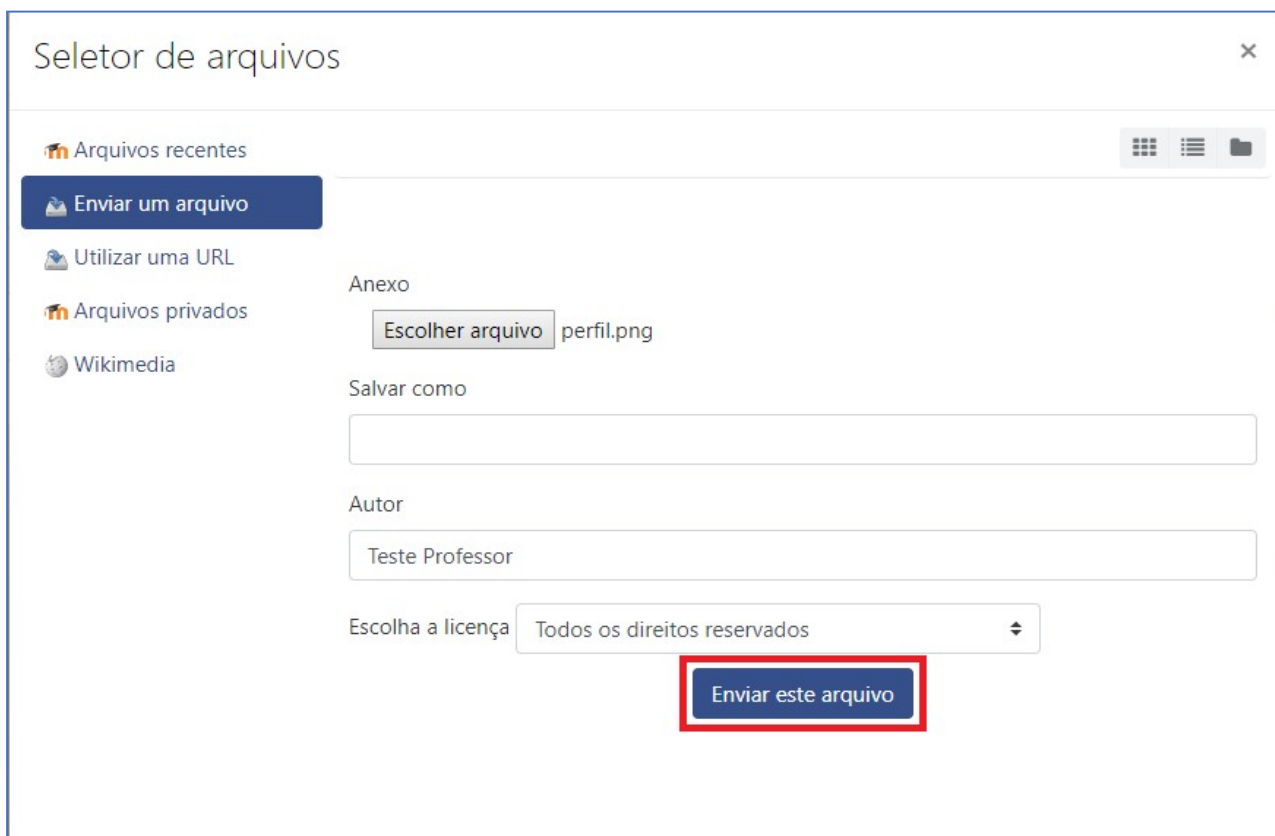 Seletor de arquivos
×
Arquivos recentes
Enviar um arquivo
Utilizar uma URL
Arquivos privados
Wikimedia
Anexo
Escolher arquivo perfil.png
Salvar como
Autor
Teste Professor
Escolha a licença Todos os direitos reservados
Enviar este arquivo